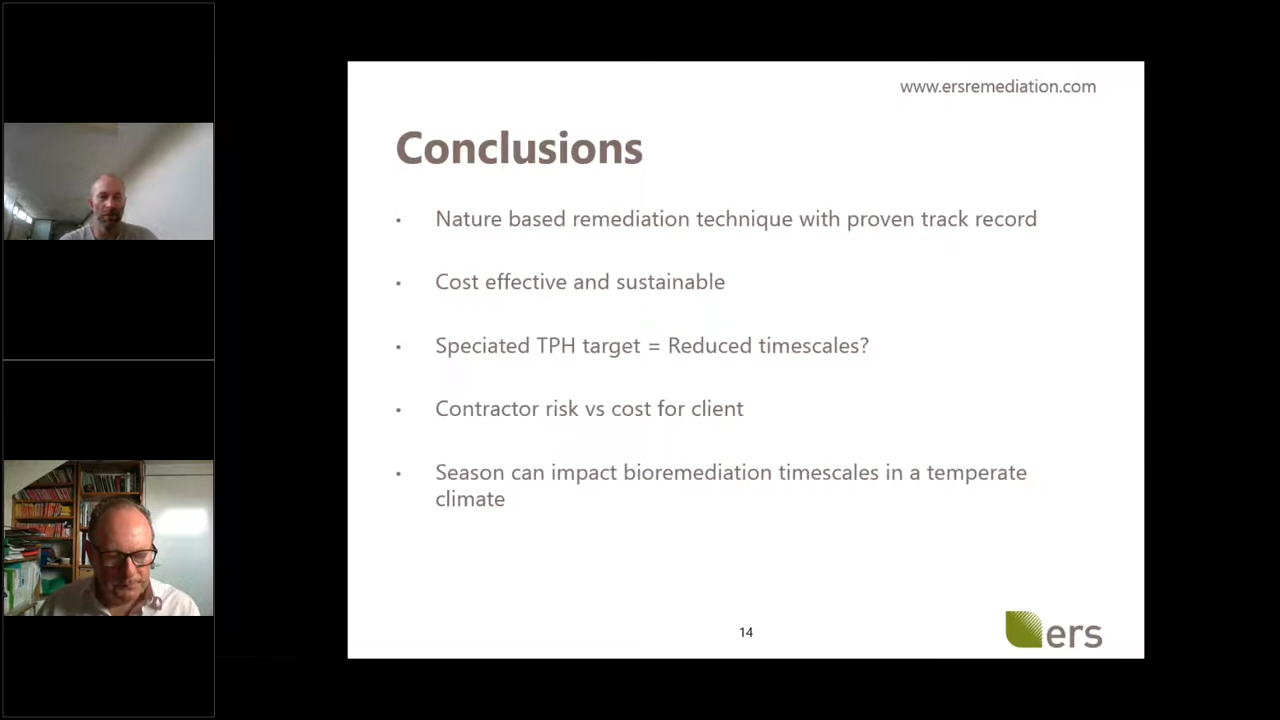 www.ersremediation.com
Conclusions
• Nature based remediation technique with proven track record
• Cost effective and sustainable
• Speciated TPH target = Reduced timescales?
• Contractor risk vs cost for client
• Season can impact bioremediation timescales in a temperate
climate
14
ers